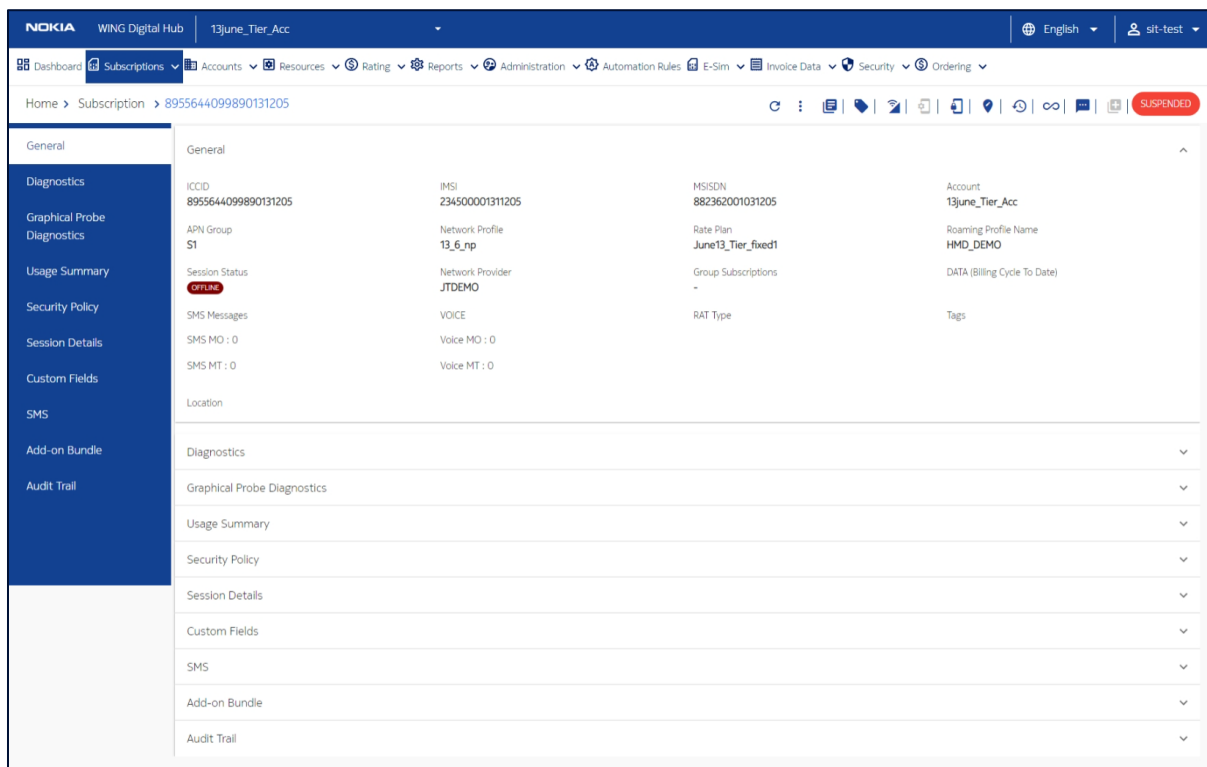 NOKIA WING Digital Hub 13june_Tier_Acc English sit-test
Dashboard Subscriptions Accounts Resources Rating Reports Administration Automation Rules E-Sim Invoice Data Security Ordering
Home > Subscription > 8955644099890131205 SUSPENDED
General
Diagnostics
Graphical Probe
Diagnostics
Usage Summary
Security Policy
Session Details
Custom Fields
SMS
Add-on Bundle
Audit Trail
General
ICCID IMSI MSISDN Account
8955644099890131205 234500001311205 882362001031205 13june_Tier_Acc
APN Group Network Profile Rate Plan Roaming Profile Name
S1 13_6_np June13_Tier_fixed1 HMD_DEMO
Session Status Network Provider Group Subscriptions DATA (Billing Cycle To Date)
OFFLINE JTDEMO -
SMS Messages VOICE RAT Type Tags
SMS MO : 0 Voice MO : 0
SMS MT : 0 Voice MT : 0
Location
Diagnostics
Graphical Probe Diagnostics
Usage Summary
Security Policy
Session Details
Custom Fields
SMS
Add-on Bundle
Audit Trail